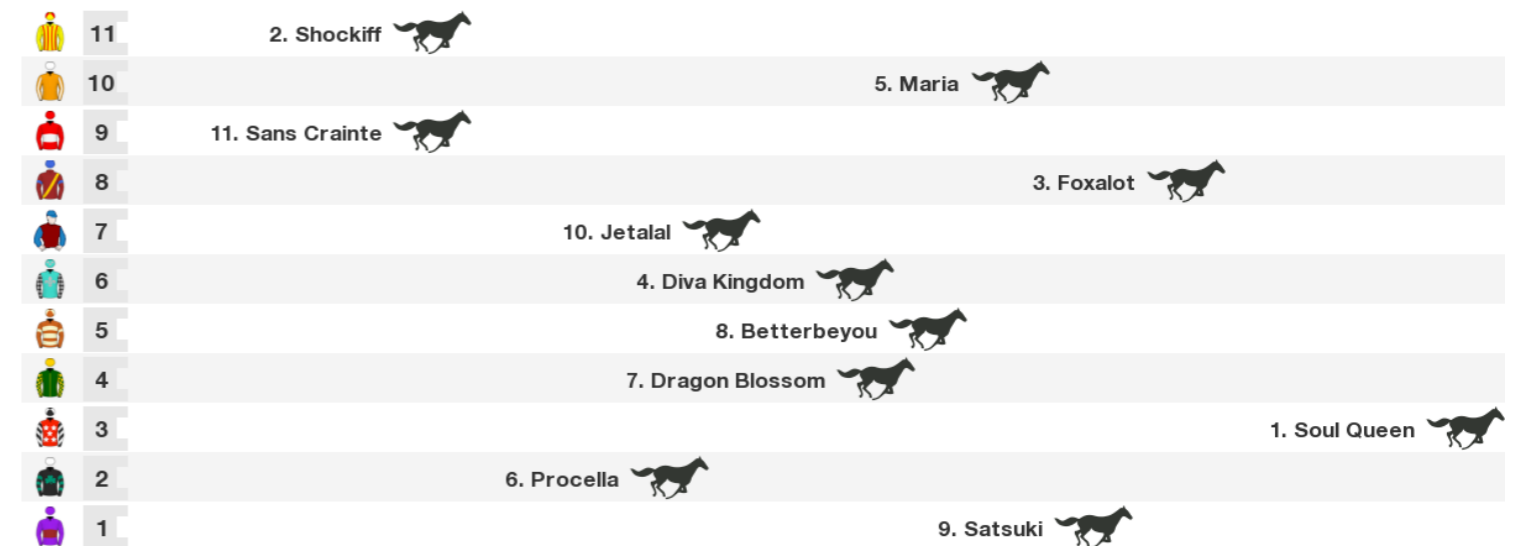 11 2. Shockiff
10 5. Maria
9 11. Sans Crainte
8 3. Foxalot
7 10. Jetalal
6 4. Diva Kingdom
5 8. Betterbeyou
4 7. Dragon Blossom
3 1. Soul Queen
2 6. Procella
1 9. Satsuki